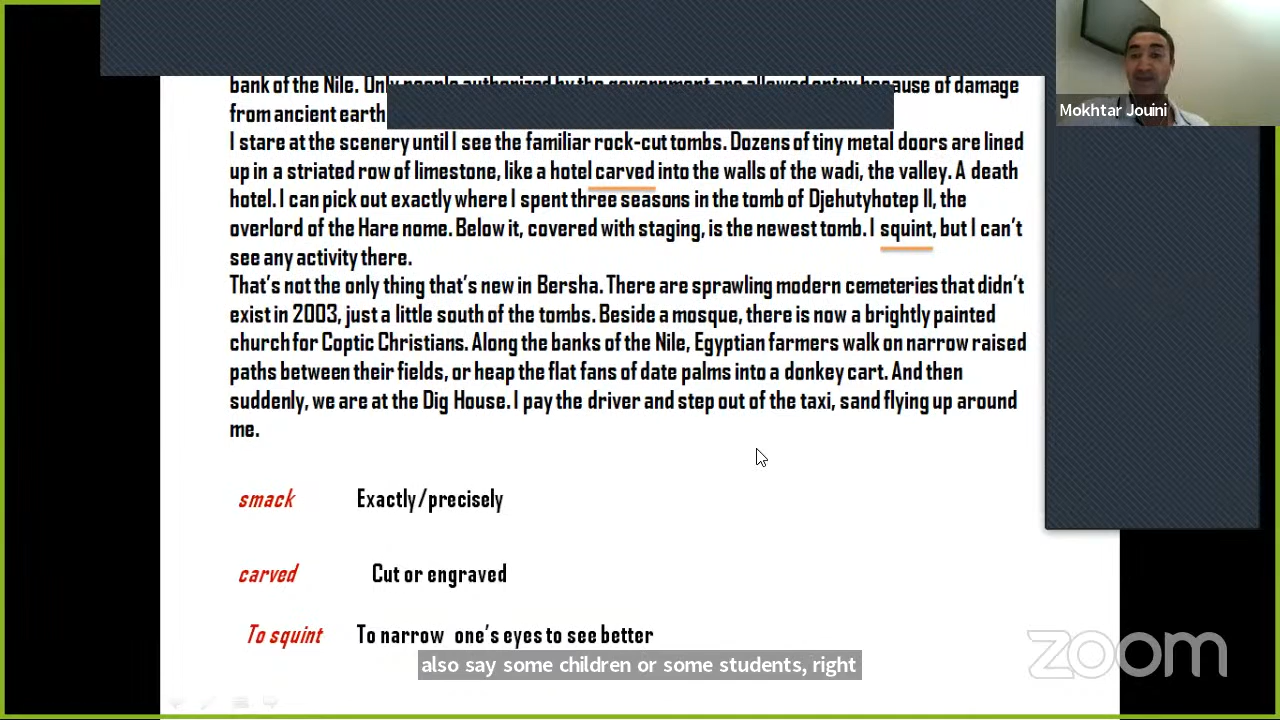 bank of the Nile. Only people authorized by the government are allowed entry because of damage
from ancient earth
I stare at the scenery until I see the familiar rock-cut tombs. Dozens of tiny metal doors are lined
up in a striated row of limestone, like a hotel carved into the walls of the wadi, the valley. A death
hotel. I can pick out exactly where I spent three seasons in the tomb of Djehutyhotep II, the
overlord of the Hare nome. Below it, covered with staging, is the newest tomb. I squint, but I can't
see any activity there.
That's not the only thing that's new in Bersha. There are sprawling modern cemeteries that didn't
exist in 2003, just a little south of the tombs. Beside a mosque, there is now a brightly painted
church for Coptic Christians. Along the banks of the Nile, Egyptian farmers walk on narrow raised
paths between their fields, or heap the flat fans of date palms into a donkey cart. And then
suddenly, we are at the Dig House. I pay the driver and step out of the taxi, sand flying up around
me.
smack Exactly/precisely
carved Cut or engraved
To squint To narrow one's eyes to see better
also say some children or some students, right
Mokhtar Jouini
zoom